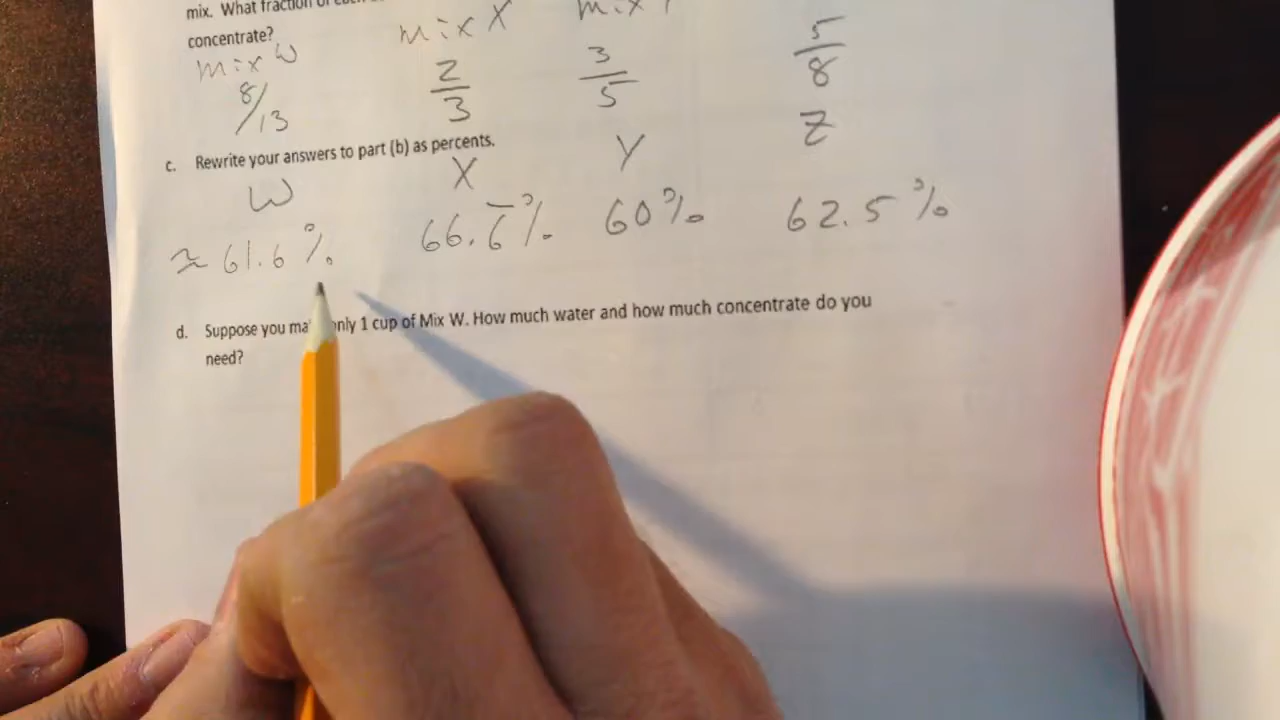 mix. What fraction of
concentrate?
mix W mix X mix
8/13 2/3 3/5 5/8
Z
c. Rewrite your answers to part (b) as percents.
W X Y
≈ 61.6% 66.6̅% 60% 62.5%
d. Suppose you only 1 cup of Mix W. How much water and how much concentrate do you
need?